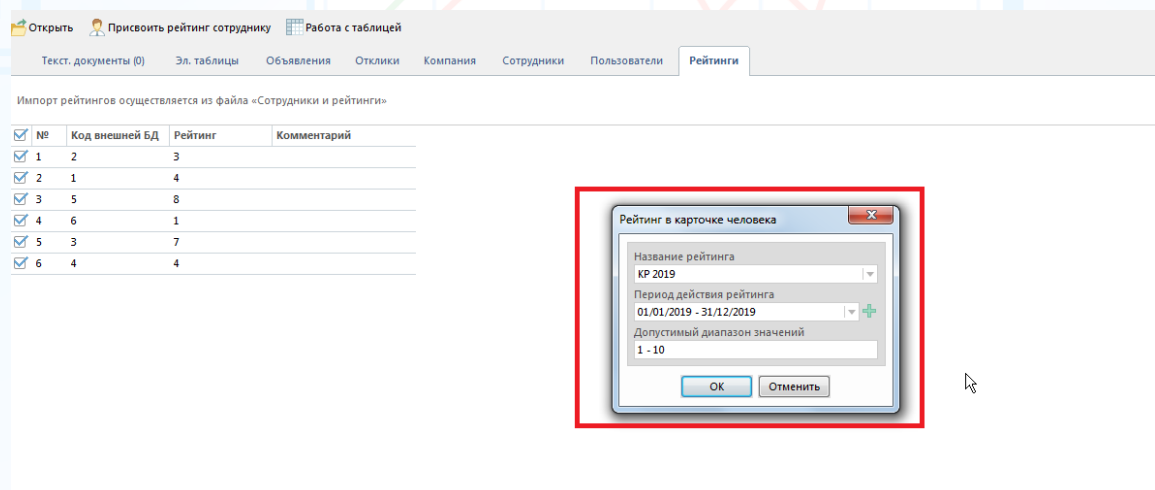 Открыть Присвоить рейтинг сотруднику Работа с таблицей
Текст. документы (0) Эл. таблицы Объявления Отклики Компания Сотрудники Пользователи Рейтинги
Импорт рейтингов осуществляется из файла «Сотрудники и рейтинги»
№ Код внешней БД Рейтинг Комментарий
1 2 3
2 1 4
3 5 8
4 6 1
5 3 7
6 4 4
Рейтинг в карточке человека
Название рейтинга
КР 2019
Период действия рейтинга
01/01/2019 - 31/12/2019
Допустимый диапазон значений
1 - 10
ОК Отменить